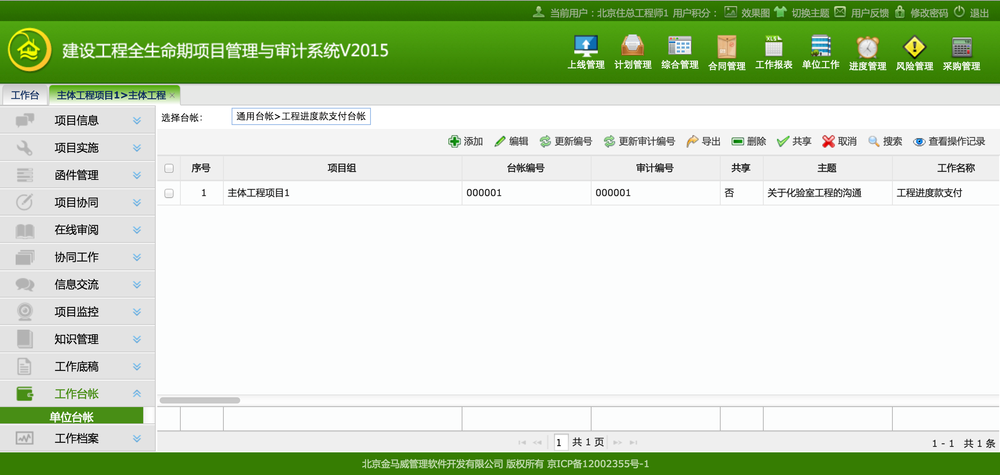 当前用户：北京住总工程师1 用户积分： 效果图 切换主题 用户反馈 修改密码 退出
建设工程全生命期项目管理与审计系统V2015
上线管理 计划管理 综合管理 合同管理 XLS 工作报表 单位工作 进度管理 风险管理 采购管理
工作台 主体工程项目1>主体工程
选择台帐： 通用台帐>工程进度款支付台帐
添加 编辑 更新编号 更新审计编号 导出 删除 共享 取消 搜索 查看操作记录
序号 项目组 台帐编号 审计编号 共享 主题 工作名称
1 主体工程项目1 000001 000001 否 关于化验室工程的沟通 工程进度款支付
项目信息
项目实施
函件管理
项目协同
在线审阅
协同工作
信息交流
项目监控
知识管理
工作底稿
工作台帐
单位台帐
工作档案
1 共 1 页
1 - 1 共 1 条
北京金马威管理软件开发有限公司 版权所有 京ICP备12002355号-1